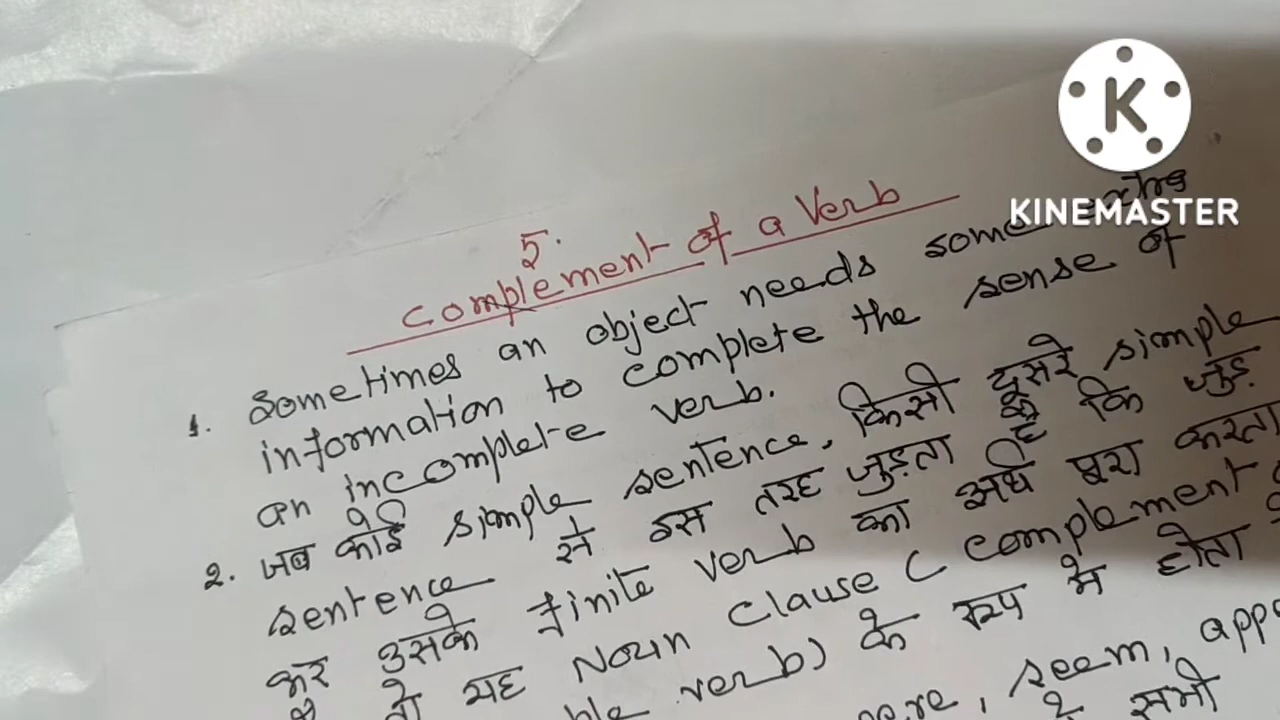 KINEMASTER
5.
Complement of a Verb
1. Sometimes an object needs some extra
information to complete the sense of
an incomplete verb.
2. जब कोई simple sentence, किसी दूसरे simple
sentence से इस तरह जुड़ता है कि जुड़
कर उसके finite verb का अर्थ पूरा करता
तो यह Noun Clause (complement
verb) के रूप मे होता
seem,
सभी